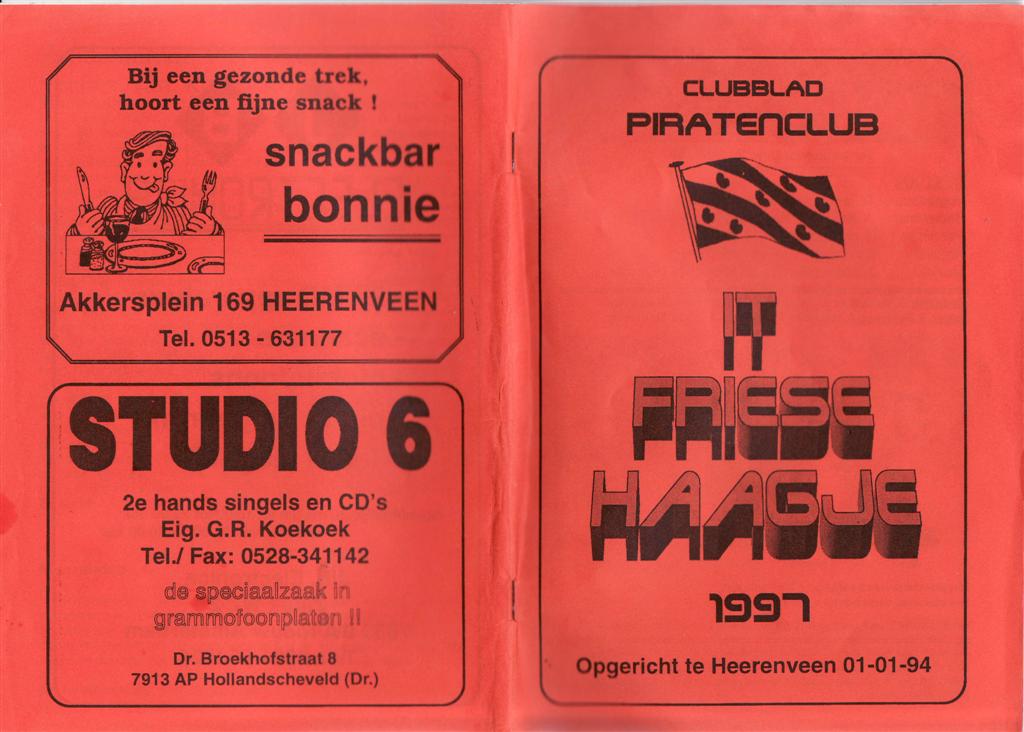 Bij een gezonde trek,
hoort een fijne snack !
snackbar
bonnie
Akkersplein 169 HEERENVEEN
Tel. 0513 - 631177
STUDIO 6
2e hands singels en CD's
Eig. G.R. Koekoek
Tel./ Fax: 0528-341142
de speciaalzaak in
grammofoonplaten !!
Dr. Broekhofstraat 8
7913 AP Hollandscheveld (Dr.)
CLUBBLAD
PIRATENCLUB
IT
FRIESE
HAAGJE
1997
Opgericht te Heerenveen 01-01-94